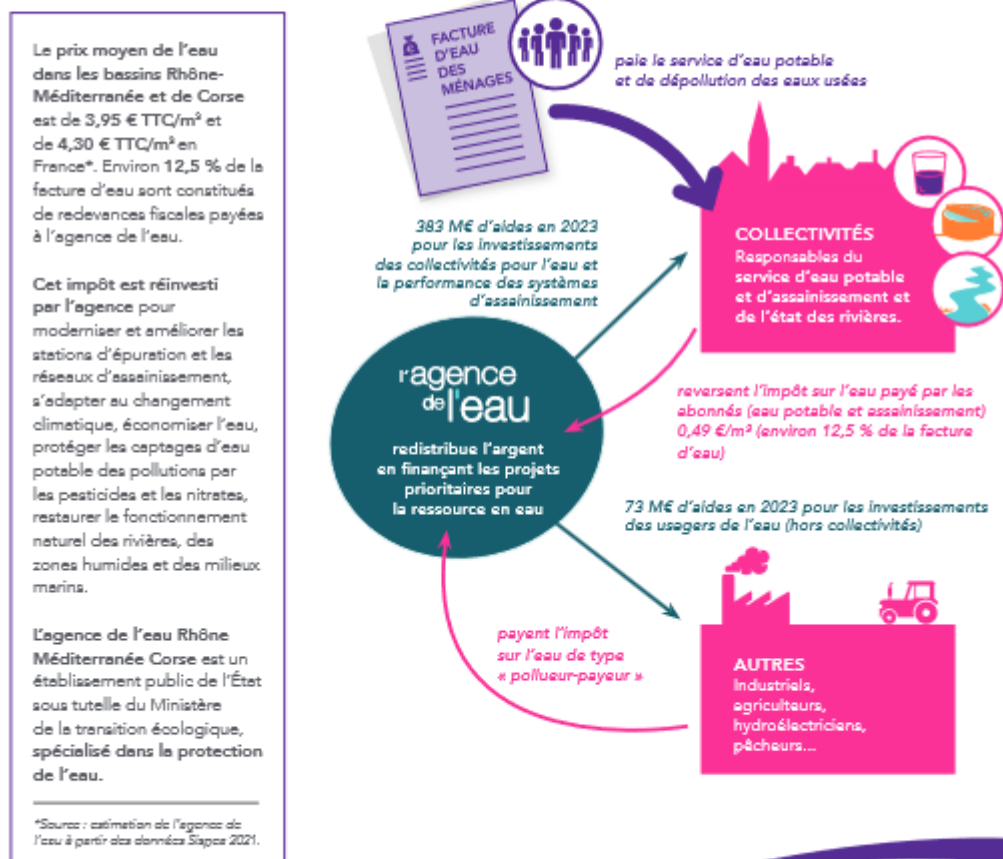 Le prix moyen de l'eau
dans les bassins Rhône-
Méditerranée et de Corse
est de 3,95 € TTC/m³ et
de 4,30 € TTC/m³ en
France*. Environ 12,5 % de la
facture d'eau sont constitués
de redevances fiscales payées
à l'agence de l'eau.
Cet impôt est réinvesti
par l'agence pour
moderniser et améliorer les
stations d'épuration et les
réseaux d'assainissement,
s'adapter au changement
climatique, économiser l'eau,
protéger les captages d'eau
potable des pollutions par
les pesticides et les nitrates,
restaurer le fonctionnement
naturel des rivières, des
zones humides et des milieux
marins.
L'agence de l'eau Rhône
Méditerranée Corse est un
établissement public de l'État
sous tutelle du Ministère
de la transition écologique,
spécialisé dans la protection
de l'eau.
*Source : estimation de l'agence de
l'eau à partir des données Sispea 2021.
FACTURE
D'EAU
DES
MÉNAGES
paie le service d'eau potable
et de dépollution des eaux usées
383 M€ d'aides en 2023
pour les investissements
des collectivités pour l'eau et
la performance des systèmes
d'assainissement
COLLECTIVITÉS
Responsables du
service d'eau potable
et d'assainissement et
de l'état des rivières.
l'agence
de l'eau
redistribue l'argent
en finançant les projets
prioritaires pour
la ressource en eau
reversent l'impôt sur l'eau payé par les
abonnés (eau potable et assainissement)
0,49 €/m³ (environ 12,5 % de la facture
d'eau)
73 M€ d'aides en 2023 pour les investissements
des usagers de l'eau (hors collectivités)
payent l'impôt
sur l'eau de type
« pollueur-payeur »
AUTRES
Industriels,
agriculteurs,
hydroélectriciens,
pêcheurs...